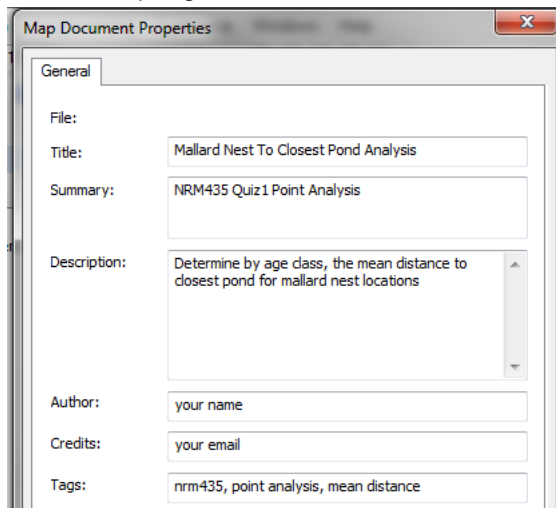 Map Document Properties
General
File:
Title: Mallard Nest To Closest Pond Analysis
Summary: NRM435 Quiz1 Point Analysis
Description: Determine by age class, the mean distance to
closest pond for mallard nest locations
Author: your name
Credits: your email
Tags: nrm435, point analysis, mean distance